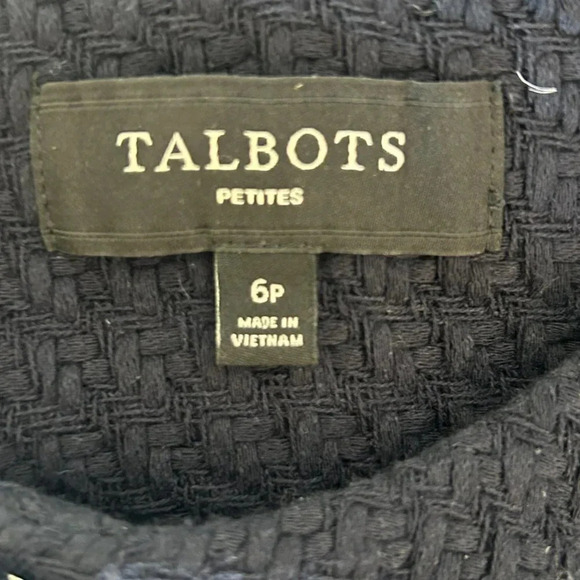 TALBOTS
PETITES
6P
MADE IN
VIETNAM